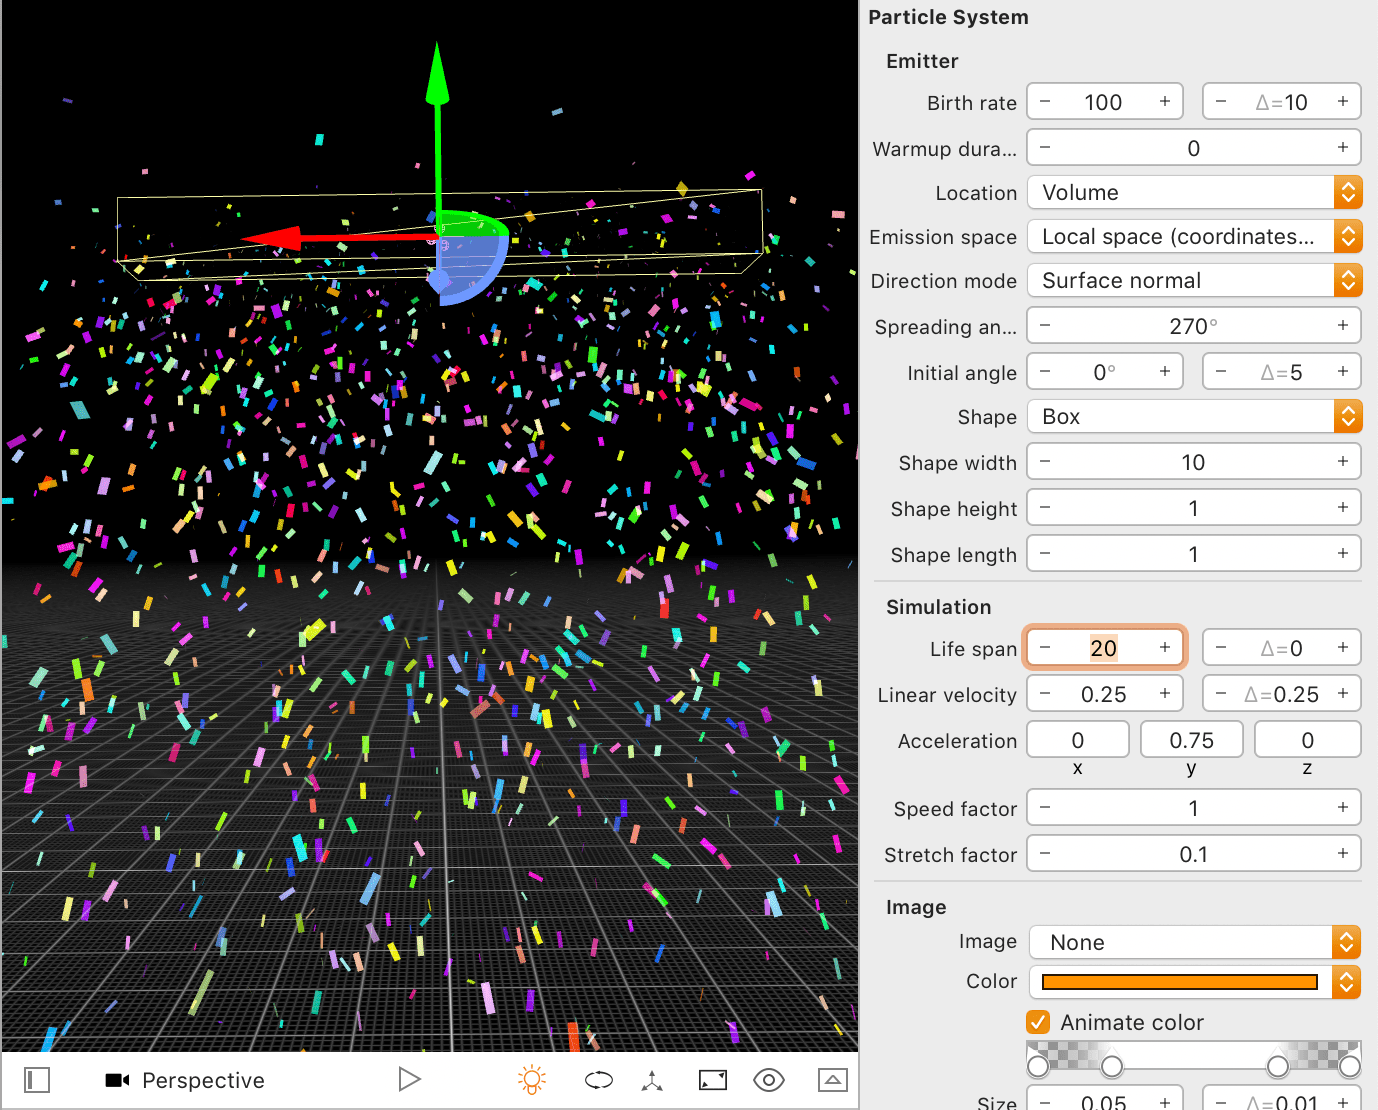 Particle System
Emitter
Birth rate − 100 + − Δ=10 +
Warmup dura... − 0 +
Location Volume
Emission space Local space (coordinates...
Direction mode Surface normal
Spreading an... − 270° +
Initial angle − 0° + − Δ=5 +
Shape Box
Shape width − 10 +
Shape height − 1 +
Shape length − 1 +
Simulation
Life span − 20 + − Δ=0 +
Linear velocity − 0.25 + − Δ=0.25 +
Acceleration 0 0.75 0
x y z
Speed factor − 1 +
Stretch factor − 0.1 +
Image
Image None
Color
Animate color
Size − 0.05 + − Δ=0.01 +
Perspective